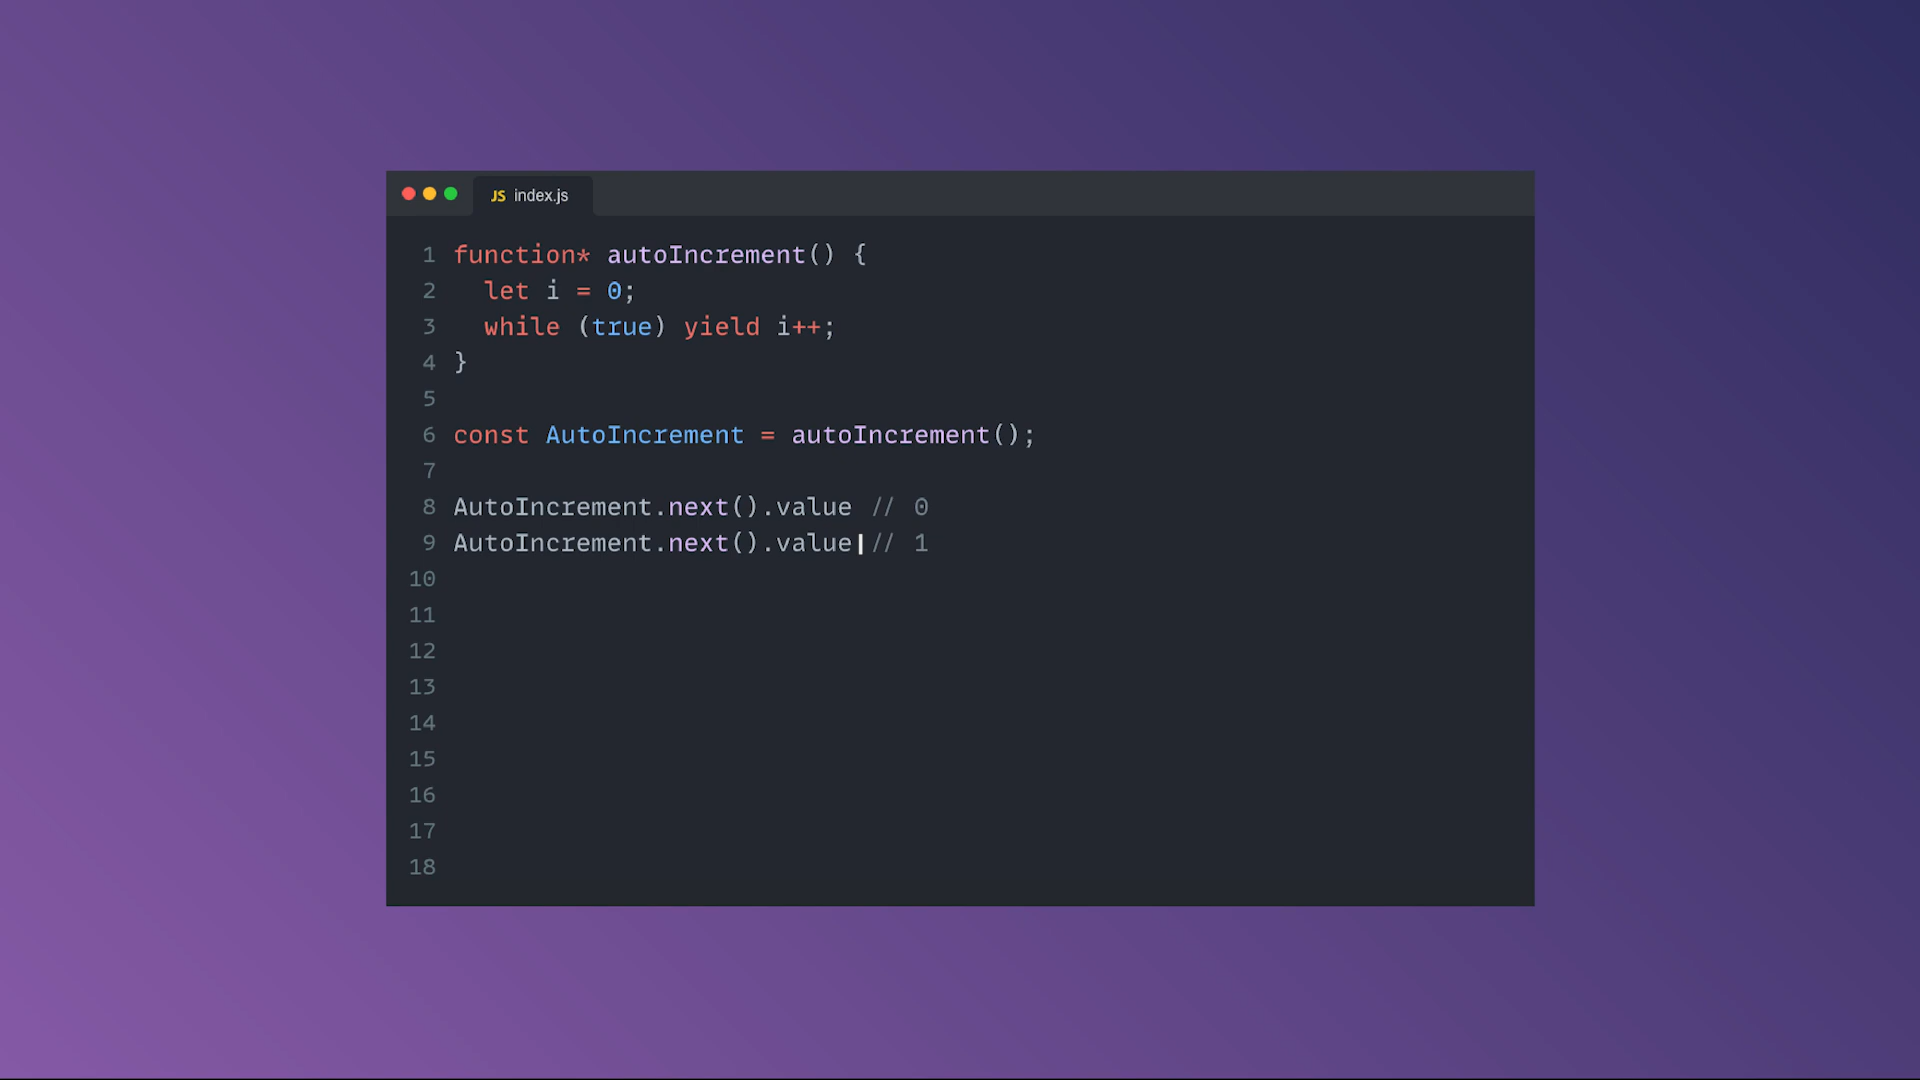 JS index.js
1 function* autoIncrement() {
2 let i = 0;
3 while (true) yield i++;
4 }
5
6 const AutoIncrement = autoIncrement();
7
8 AutoIncrement.next().value // 0
9 AutoIncrement.next().value // 1
10
11
12
13
14
15
16
17
18